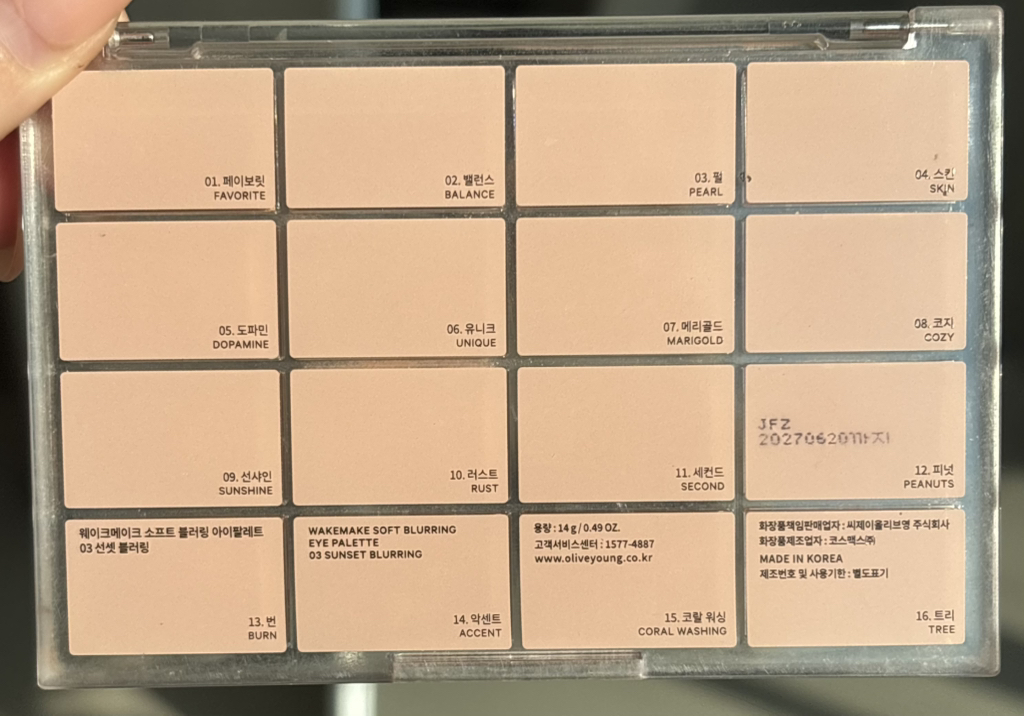 01. 페이보릿
FAVORITE
02. 밸런스
BALANCE
03. 펄
PEARL
04. 스킨
SKIN
05. 도파민
DOPAMINE
06. 유니크
UNIQUE
07. 메리골드
MARIGOLD
08. 코지
COZY
09. 선샤인
SUNSHINE
10. 러스트
RUST
11. 세컨드
SECOND
JFZ
20270620까지
12. 피넛
PEANUTS
웨이크메이크 소프트 블러링 아이팔레트
03 선셋 블러링
13. 번
BURN
WAKEMAKE SOFT BLURRING
EYE PALETTE
03 SUNSET BLURRING
14. 악센트
ACCENT
용량 : 14 g / 0.49 OZ.
고객서비스센터 : 1577-4887
www.oliveyoung.co.kr
15. 코랄 워싱
CORAL WASHING
화장품책임판매업자 : 씨제이올리브영 주식회사
화장품제조업자 : 코스맥스㈜
MADE IN KOREA
제조번호 및 사용기한 : 별도표기
16. 트리
TREE